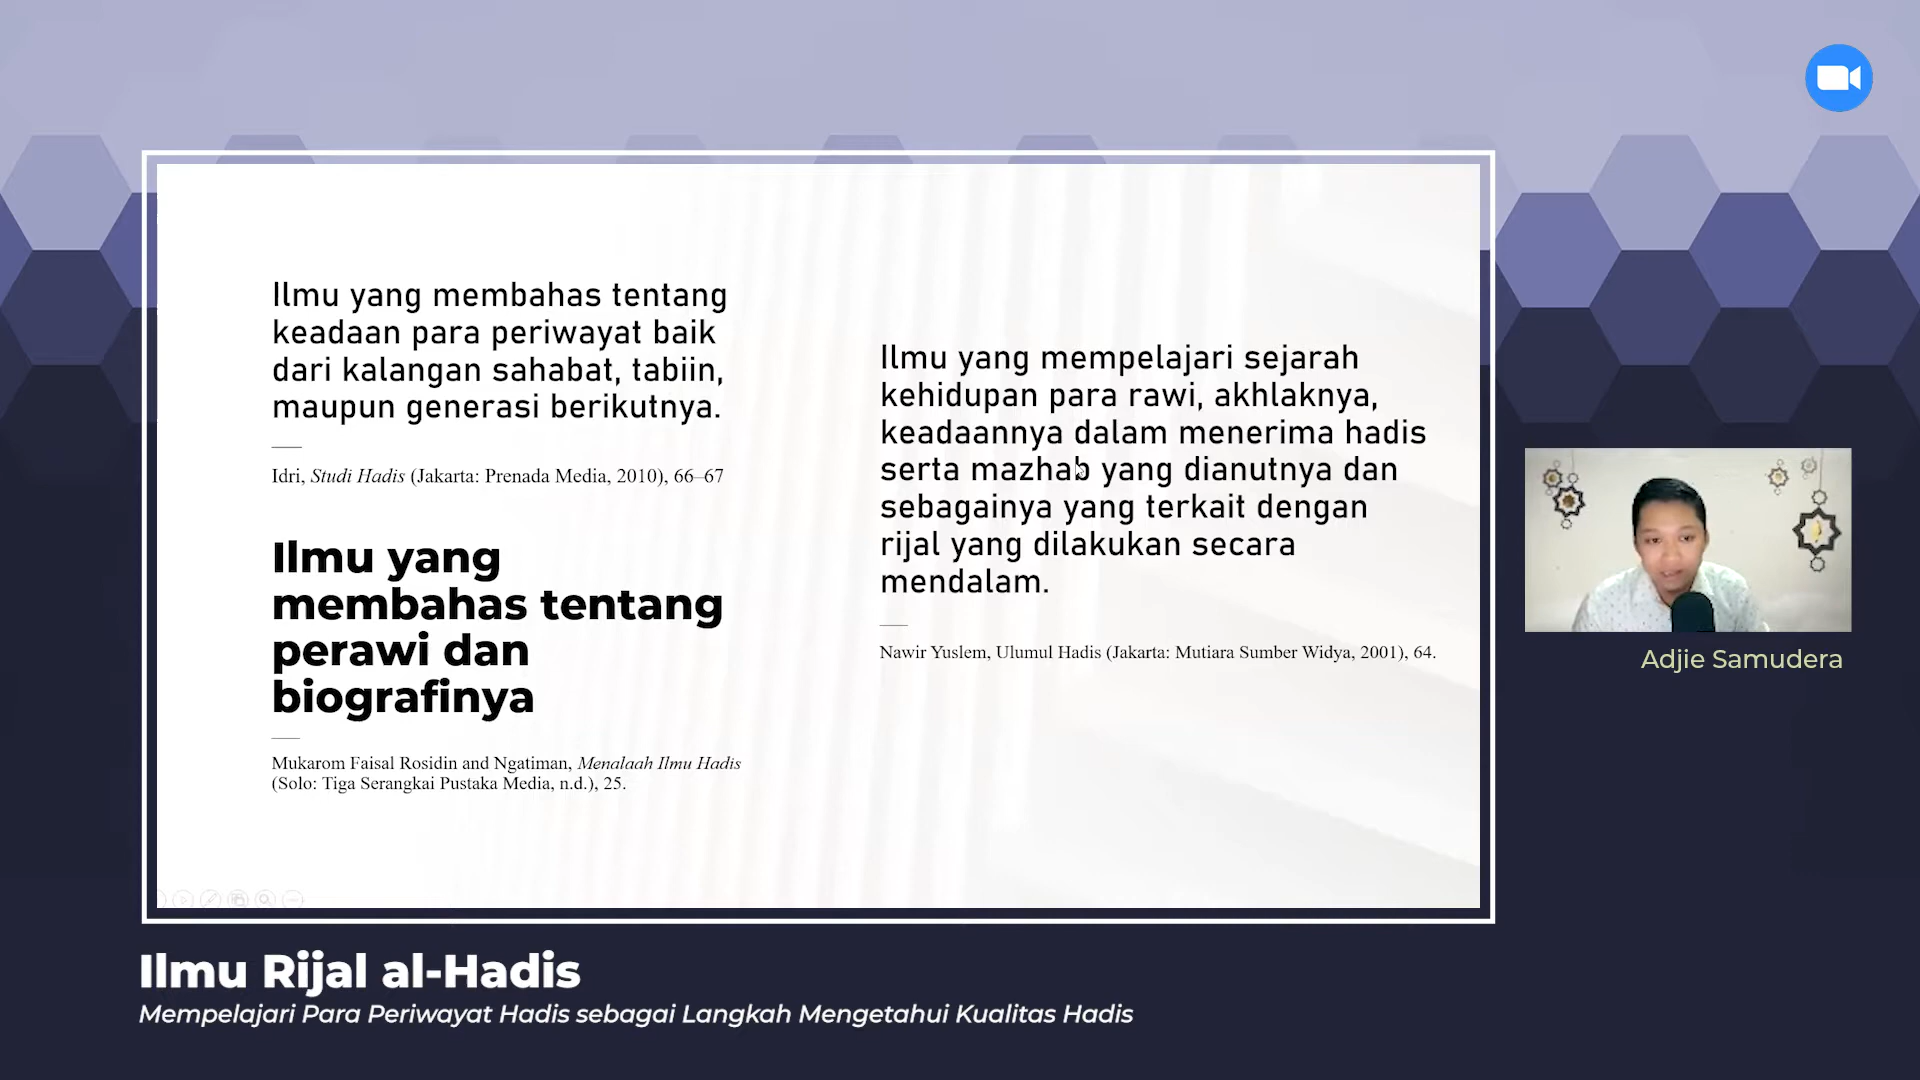 Ilmu yang membahas tentang
keadaan para periwayat baik
dari kalangan sahabat, tabiin,
maupun generasi berikutnya.
Idri, Studi Hadis (Jakarta: Prenada Media, 2010), 66–67
Ilmu yang
membahas tentang
perawi dan
biografinya
Mukarom Faisal Rosidin and Ngatiman, Menalaah Ilmu Hadis
(Solo: Tiga Serangkai Pustaka Media, n.d.), 25.
Ilmu yang mempelajari sejarah
kehidupan para rawi, akhlaknya,
keadaannya dalam menerima hadis
serta mazhab yang dianutnya dan
sebagainya yang terkait dengan
rijal yang dilakukan secara
mendalam.
Nawir Yuslem, Ulumul Hadis (Jakarta: Mutiara Sumber Widya, 2001), 64.
Adjie Samudera
Ilmu Rijal al-Hadis
Mempelajari Para Periwayat Hadis sebagai Langkah Mengetahui Kualitas Hadis